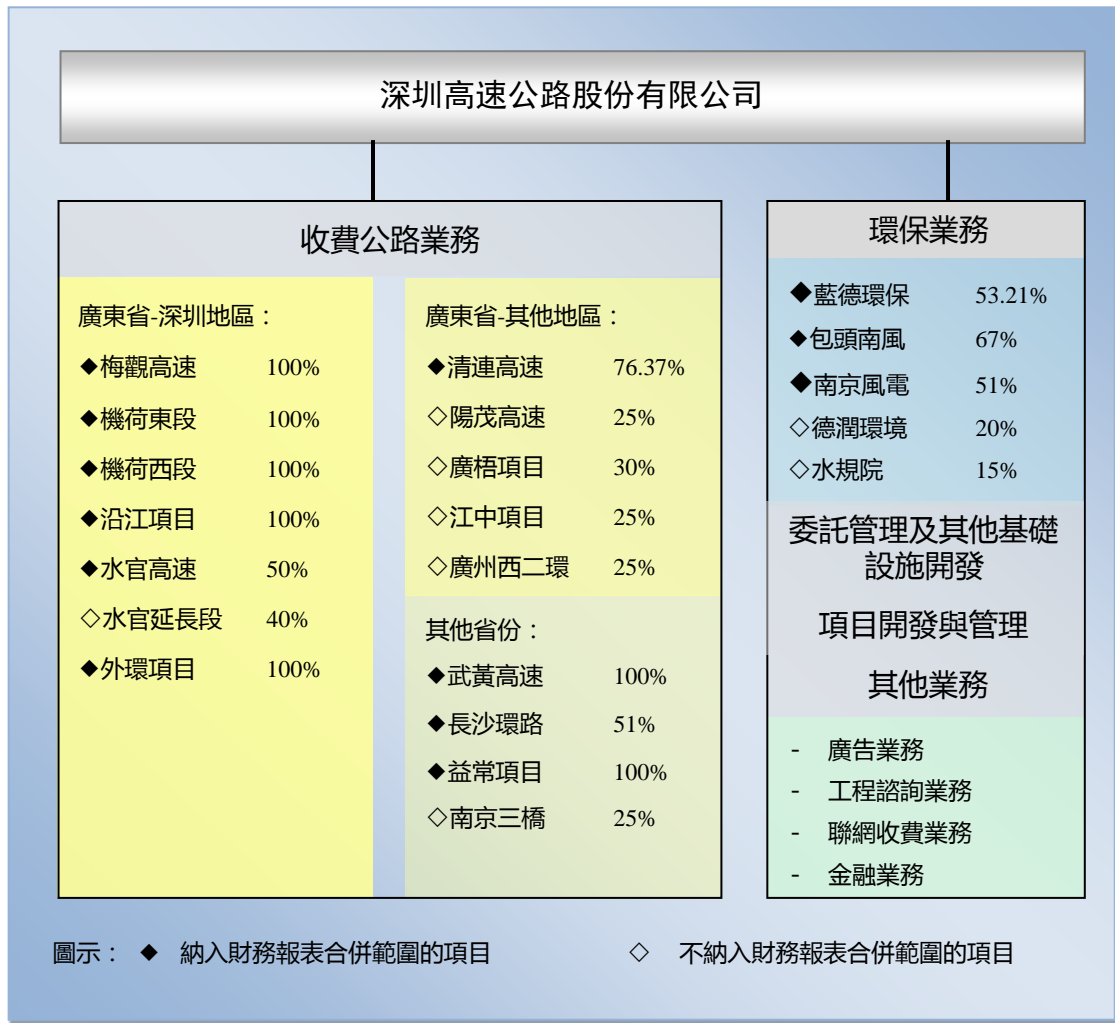 深圳高速公路股份有限公司
收費公路業務
廣東省-深圳地區：
◆梅觀高速 100%
◆機荷東段 100%
◆機荷西段 100%
◆沿江項目 100%
◆水官高速 50%
◇水官延長段 40%
◆外環項目 100%
廣東省-其他地區：
◆清連高速 76.37%
◇陽茂高速 25%
◇廣梧項目 30%
◇江中項目 25%
◇廣州西二環 25%
其他省份：
◆武黃高速 100%
◆長沙環路 51%
◆益常項目 100%
◇南京三橋 25%
環保業務
◆藍德環保 53.21%
◆包頭南風 67%
◆南京風電 51%
◇德潤環境 20%
◇水規院 15%
委託管理及其他基礎
設施開發
項目開發與管理
其他業務
- 廣告業務
- 工程諮詢業務
- 聯網收費業務
- 金融業務
圖示： ◆ 納入財務報表合併範圍的項目 ◇ 不納入財務報表合併範圍的項目